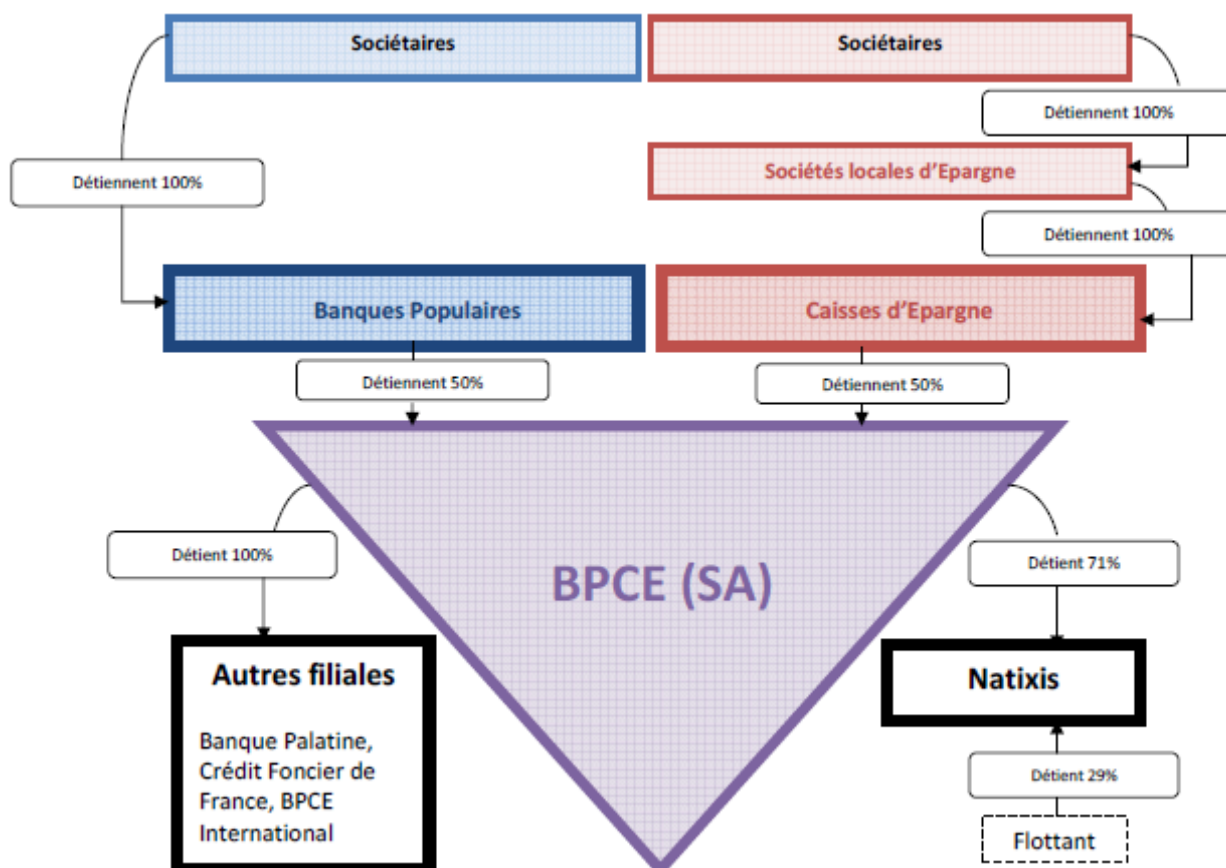 Sociétaires
Sociétaires
Détiennent 100%
Sociétés locales d'Epargne
Détiennent 100%
Détiennent 100%
Banques Populaires
Caisses d'Epargne
Détiennent 50%
Détiennent 50%
BPCE (SA)
Détient 100%
Détient 71%
Autres filiales
Banque Palatine,
Crédit Foncier de
France, BPCE
International
Natixis
Détient 29%
Flottant